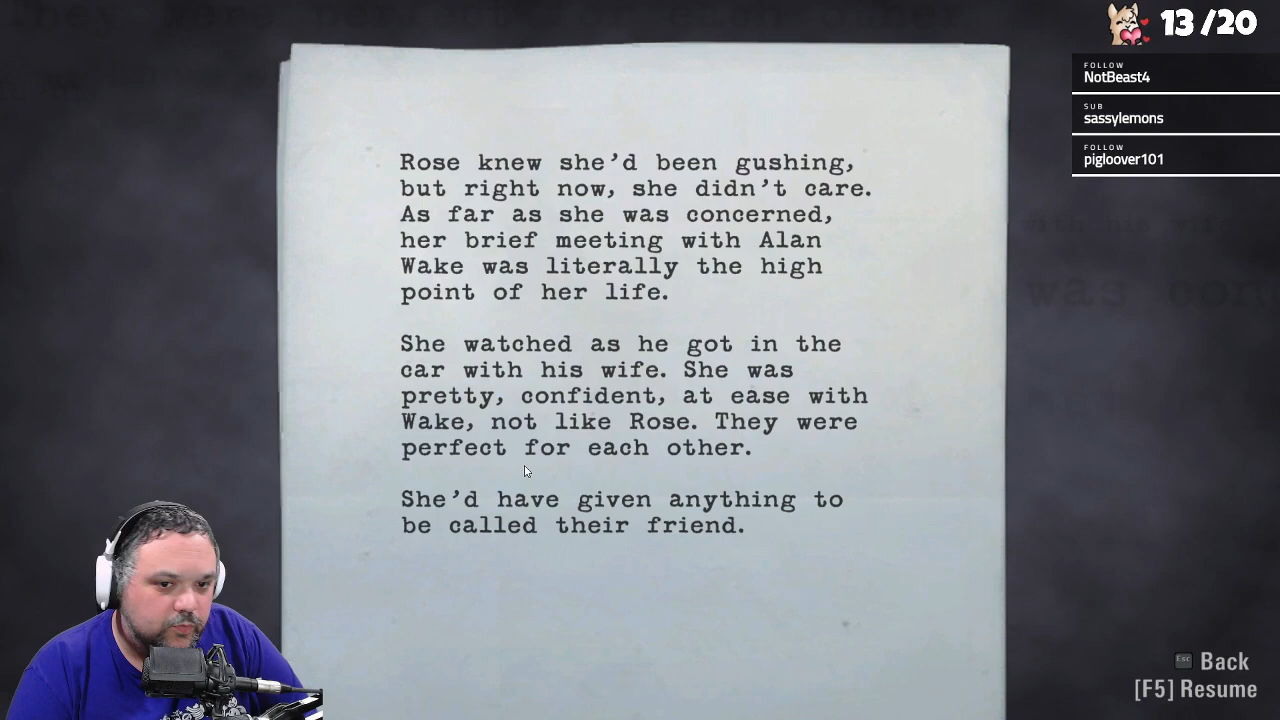 13 /20
FOLLOW
NotBeast4
SUB
sassylemons
FOLLOW
pigloover101
Rose knew she'd been gushing,
but right now, she didn't care.
As far as she was concerned,
her brief meeting with Alan
Wake was literally the high
point of her life.
She watched as he got in the
car with his wife. She was
pretty, confident, at ease with
Wake, not like Rose. They were
perfect for each other.
She'd have given anything to
be called their friend.
Esc Back
[F5] Resume